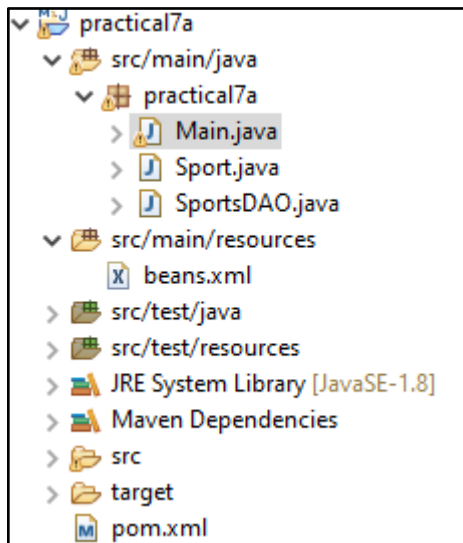 practical7a
src/main/java
practical7a
Main.java
Sport.java
SportsDAO.java
src/main/resources
beans.xml
src/test/java
src/test/resources
JRE System Library [JavaSE-1.8]
Maven Dependencies
src
target
pom.xml